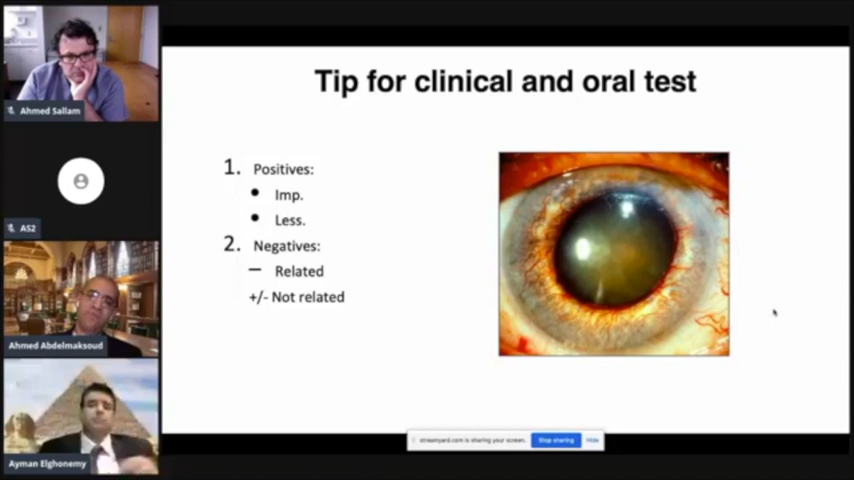 Tip for clinical and oral test
1. Positives:
• Imp.
• Less.
2. Negatives:
– Related
+/- Not related
Ahmed Sallam
AS2
Ahmed Abdelmaksoud
Ayman Elghonemy
streamyard.com is sharing your screen. Stop sharing Hide